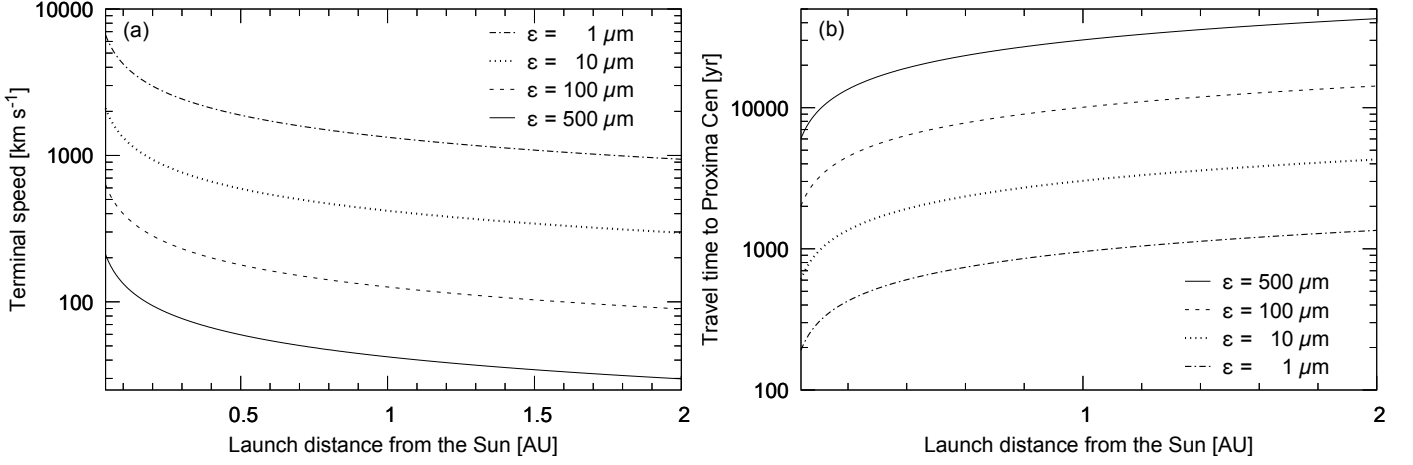 (a)
ε = 1 µm
ε = 10 µm
ε = 100 µm
ε = 500 µm
Terminal speed [km s⁻¹]
10000
1000
100
0.5
1
1.5
2
Launch distance from the Sun [AU]
(b)
Travel time to Proxima Cen [yr]
10000
1000
100
ε = 500 µm
ε = 100 µm
ε = 10 µm
ε = 1 µm
1
2
Launch distance from the Sun [AU]